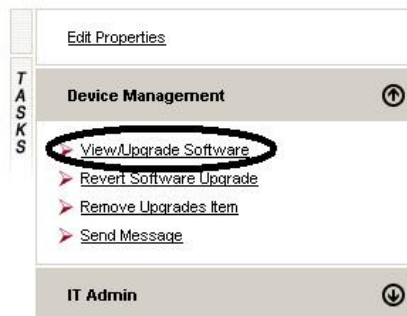 Edit Properties
TASKS
Device Management
View/Upgrade Software
Revert Software Upgrade
Remove Upgrades Item
Send Message
IT Admin